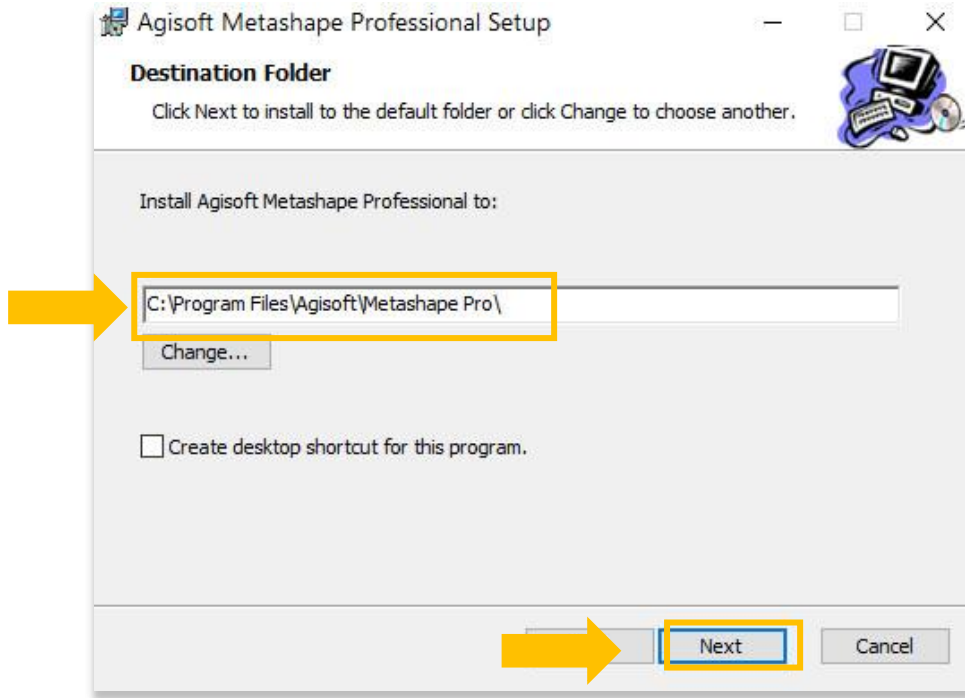 Agisoft Metashape Professional Setup
Destination Folder
Click Next to install to the default folder or click Change to choose another.
Install Agisoft Metashape Professional to:
C:\Program Files\Agisoft\Metashape Pro\
Change...
Create desktop shortcut for this program.
Next Cancel